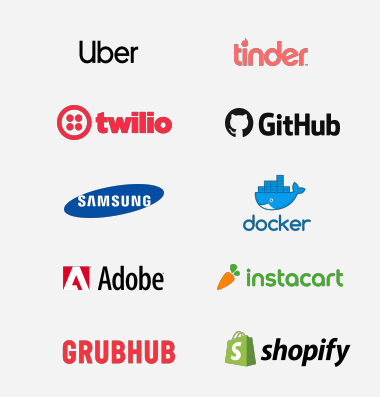 Uber
tinder
twilio
GitHub
SAMSUNG
docker
Adobe
instacart
GRUBHUB
S shopify